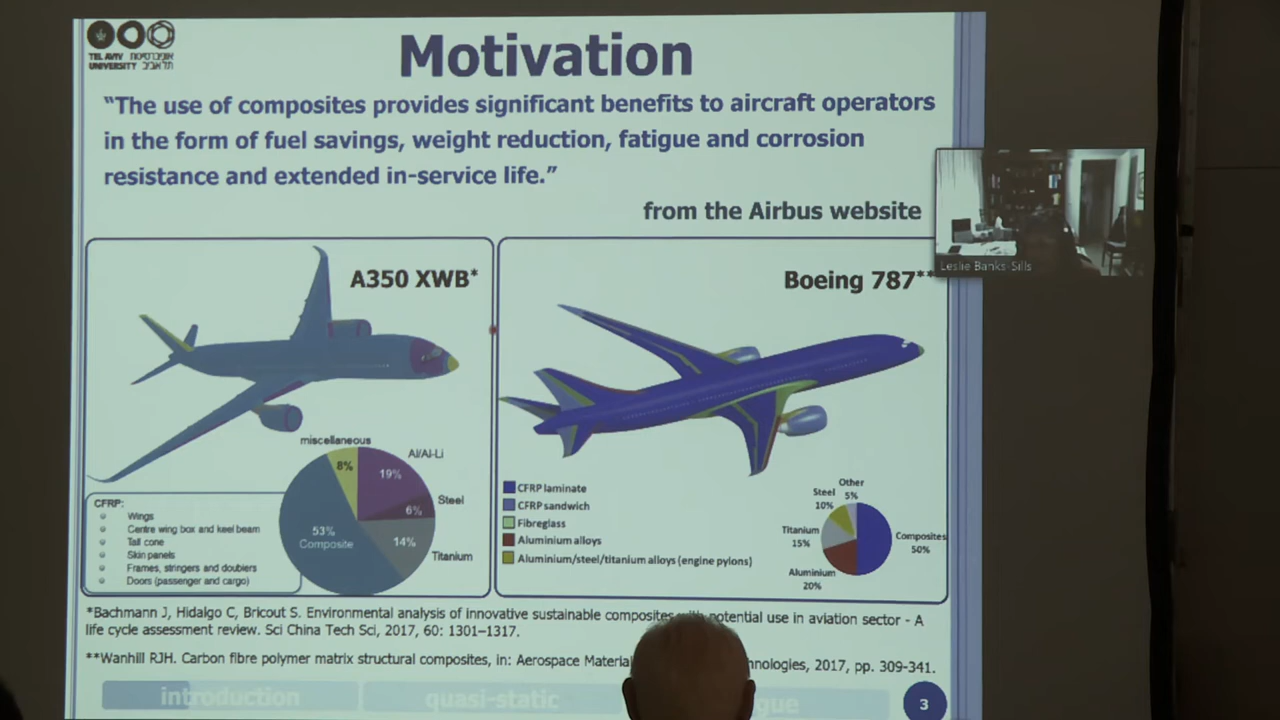 TEL AVIV אוניברסיטת
UNIVERSITY תל אביב
Motivation
“The use of composites provides significant benefits to aircraft operators
in the form of fuel savings, weight reduction, fatigue and corrosion
resistance and extended in-service life.”
from the Airbus website
Leslie Banks-Sills
A350 XWB*
miscellaneous
8%
Al/Al-Li
19%
Steel
6%
14%
Titanium
53%
Composite
CFRP:
Wings
Centre wing box and keel beam
Tail cone
Skin panels
Frames, stringers and doublers
Doors (passenger and cargo)
Boeing 787**
CFRP laminate
CFRP sandwich
Fibreglass
Aluminium alloys
Aluminium/steel/titanium alloys (engine pylons)
Other
5%
Steel
10%
Titanium
15%
Composites
50%
Aluminium
20%
*Bachmann J, Hidalgo C, Bricout S. Environmental analysis of innovative sustainable composites potential use in aviation sector - A
life cycle assessment review. Sci China Tech Sci, 2017, 60: 1301–1317.
**Wanhill RJH. Carbon fibre polymer matrix structural composites, in: Aerospace 2017, pp. 309-341.
introduction
quasi-static
3